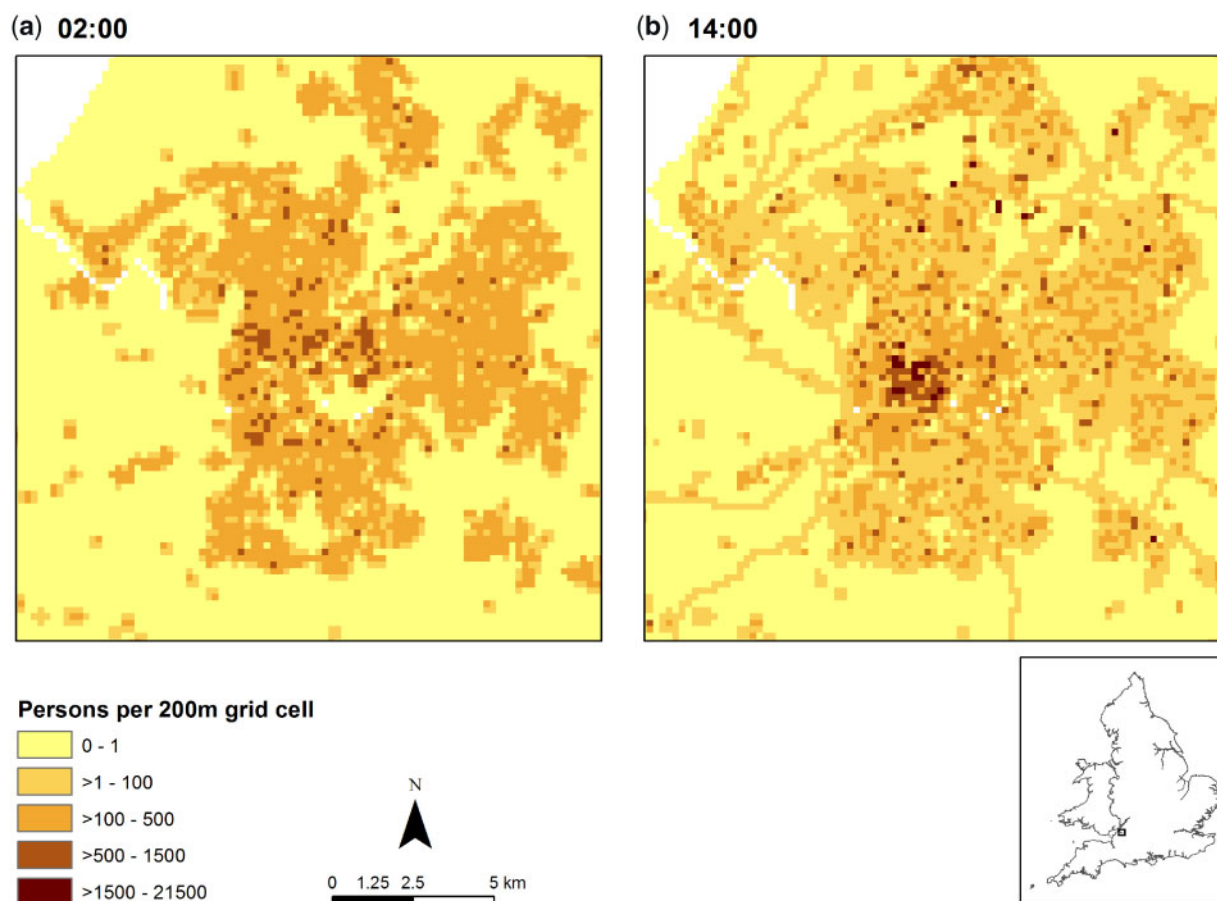 (a) 02:00
(b) 14:00
Persons per 200m grid cell
0 - 1
>1 - 100
>100 - 500
>500 - 1500
>1500 - 21500
N
0 1.25 2.5 5 km